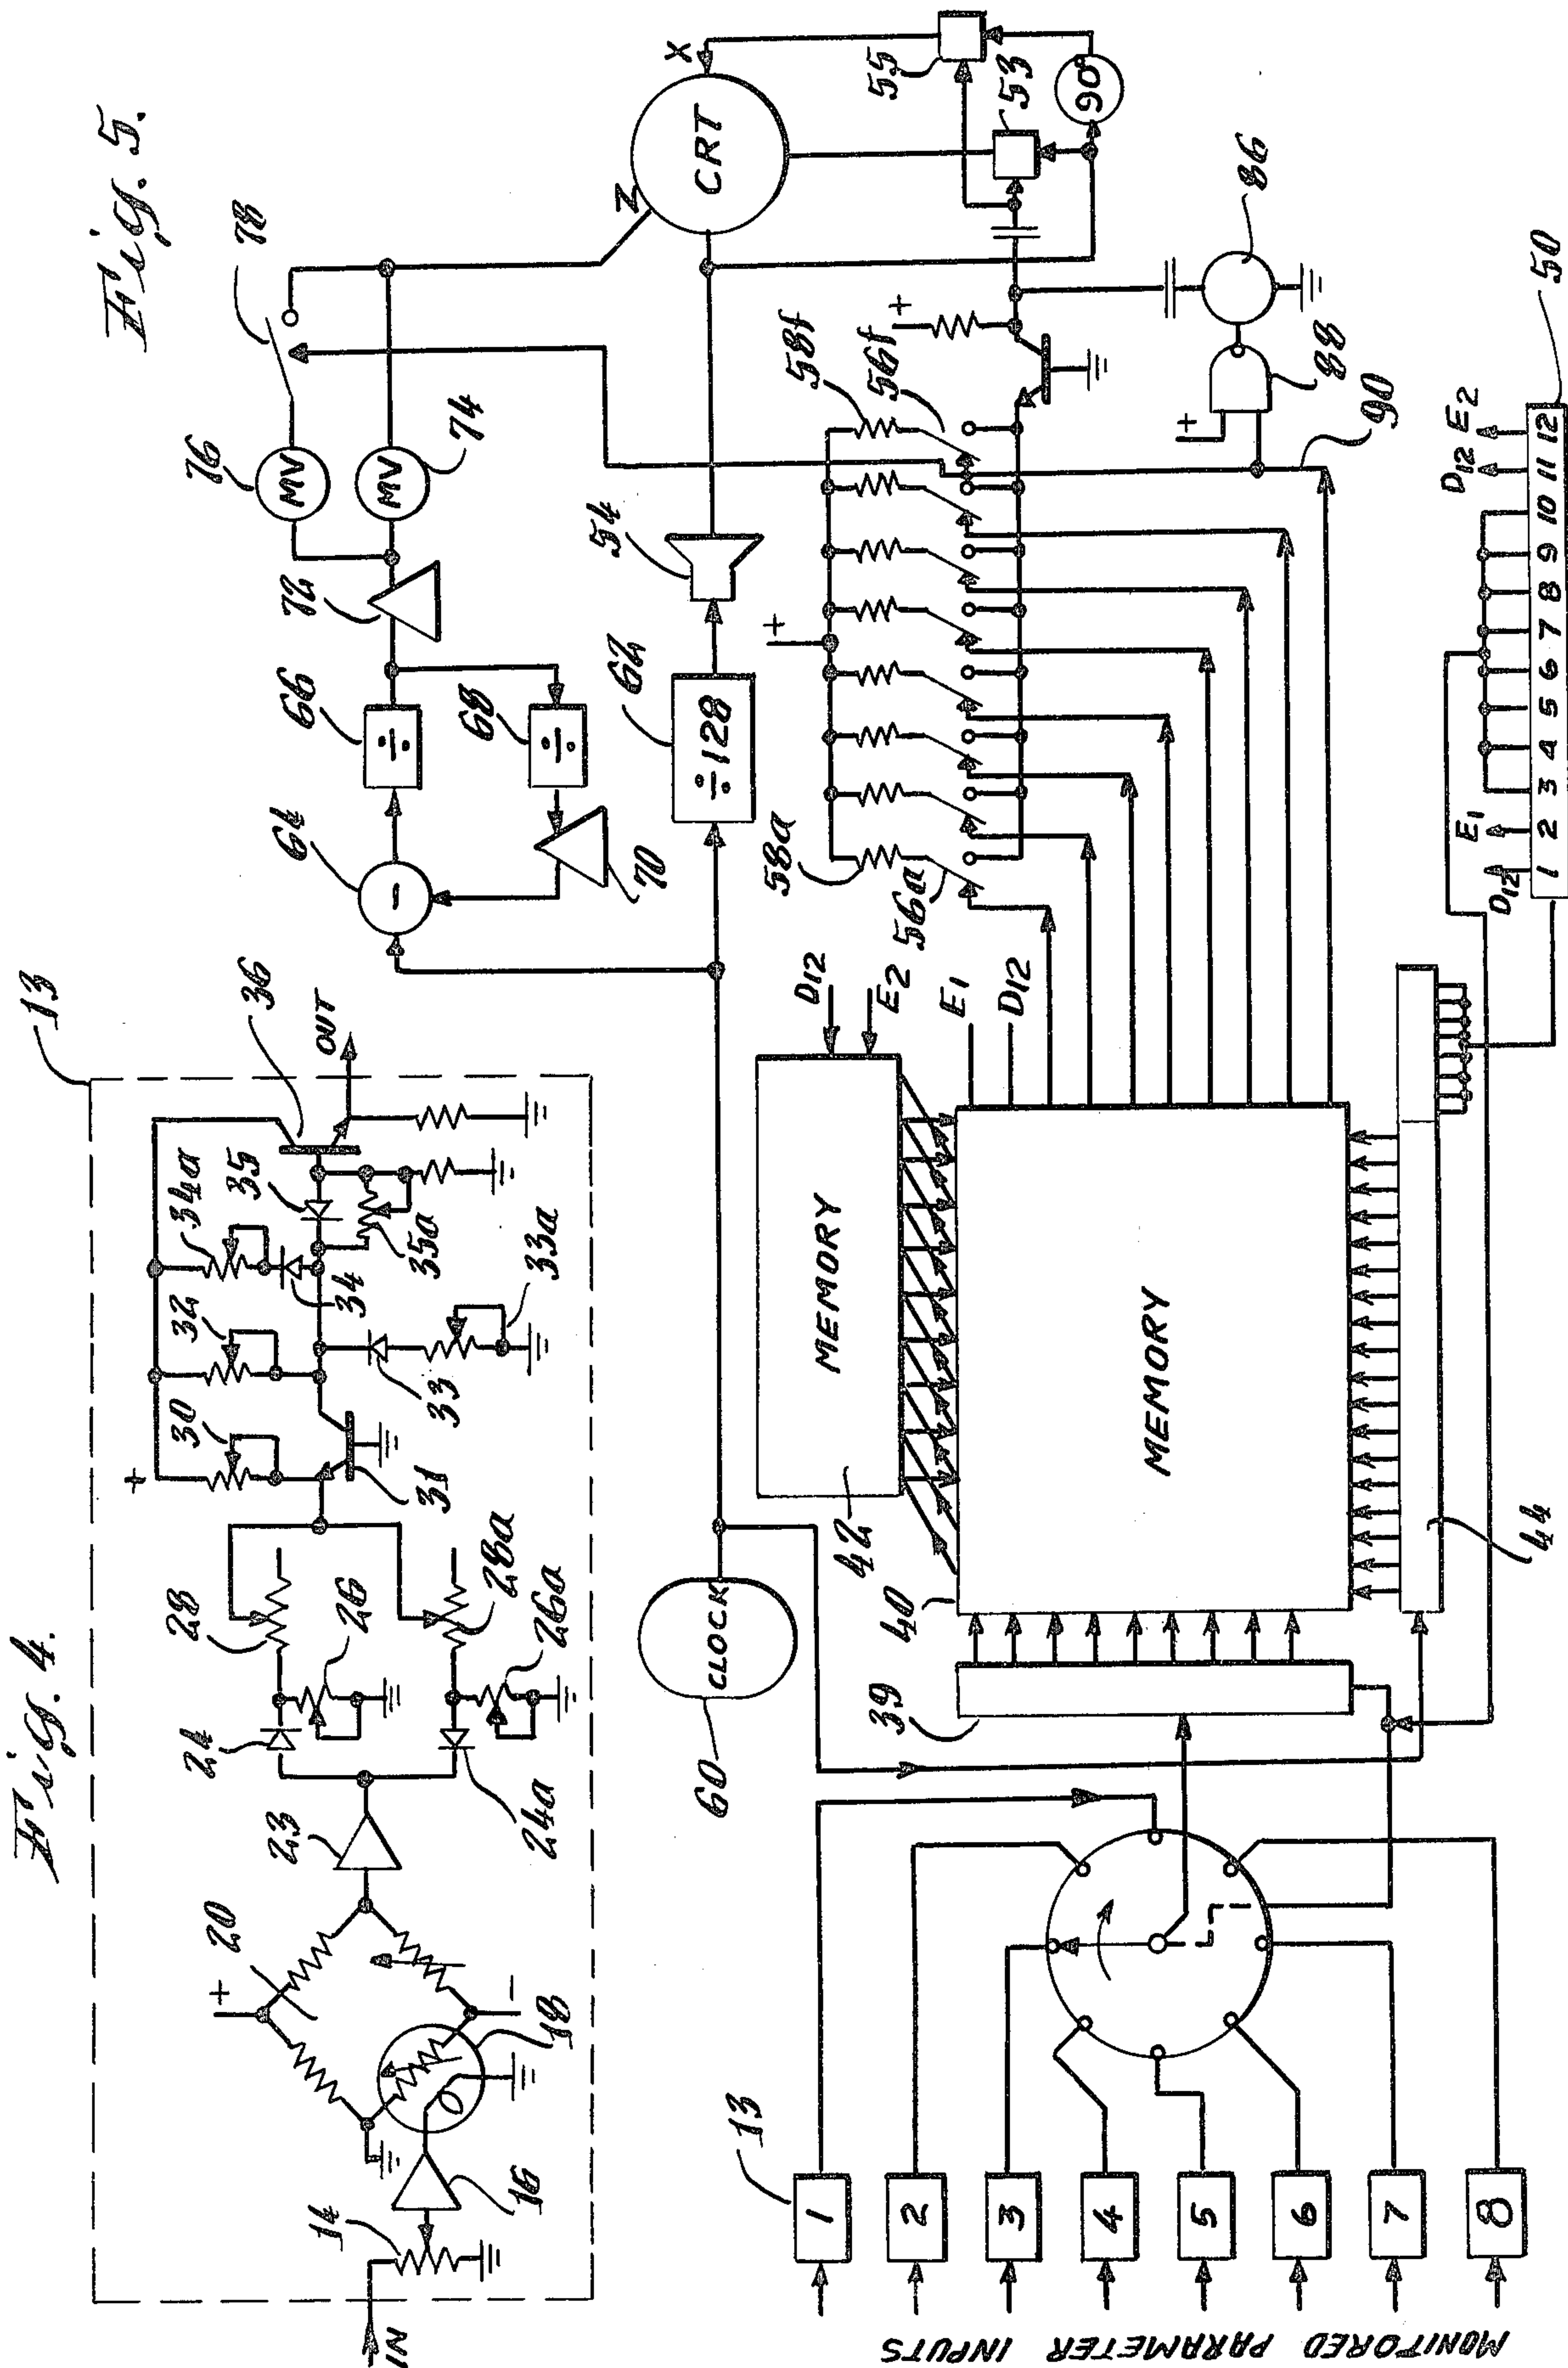 Fig. 4.
13
IN
14
16
18
20
+
-
23
24
24a
26
26a
28
28a
+
30
31
32
33
33a
34
34a
35
35a
36
OUT
Fig. 5.
MONITORED PARAMETER INPUTS
13
1
2
3
4
5
6
7
8
39
40
42
44
MEMORY
MEMORY
D12
E2
E1
D12
CLOCK
60
64
-
66
÷
68
÷
70
72
74
76
MV
MV
78
62
÷128
54
Z
CRT
X
55
53
90°
+
58a
56a
58f
56f
+
86
88
+
90
50
D12
E1
D12
E2
1 2 3 4 5 6 7 8 9 10 11 12